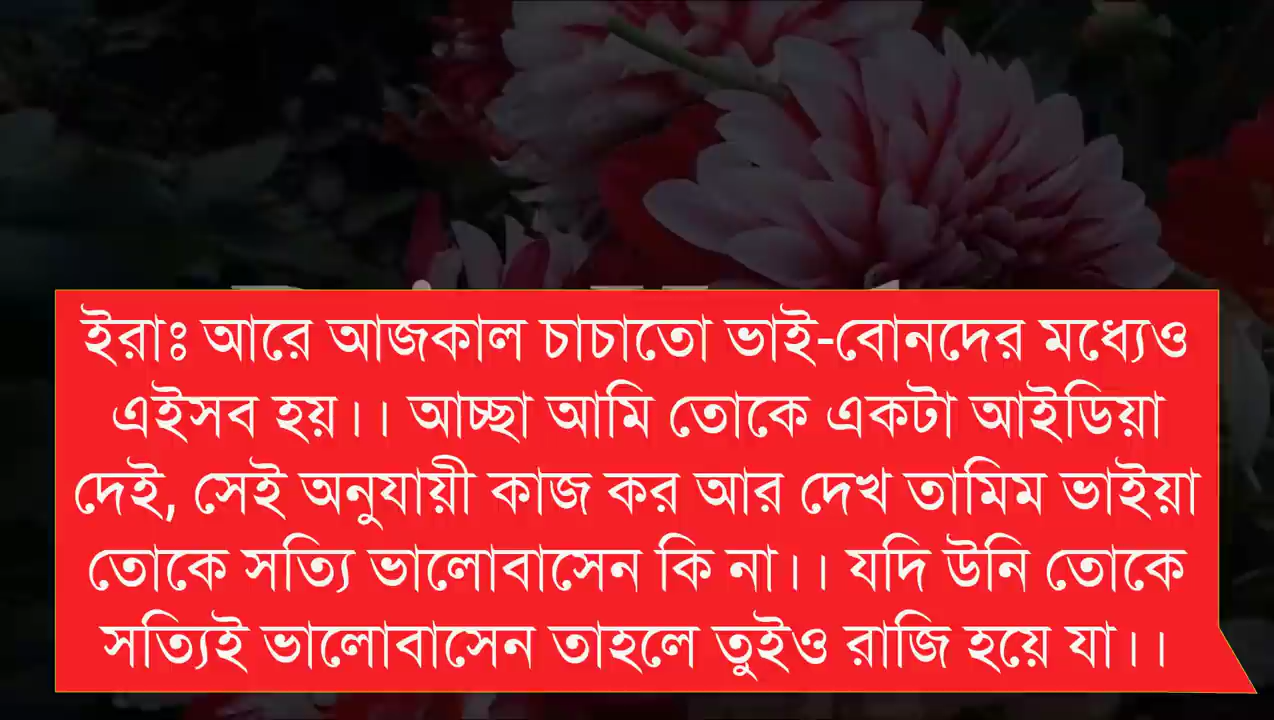 ইরাঃ আরে আজকাল চাচাতো ভাই-বোনদের মধ্যেও
এইসব হয়।। আচ্ছা আমি তোকে একটা আইডিয়া
দেই, সেই অনুযায়ী কাজ কর আর দেখ তামিম ভাইয়া
তোকে সত্যি ভালোবাসেন কি না।। যদি উনি তোকে
সত্যিই ভালোবাসেন তাহলে তুইও রাজি হয়ে যা।।